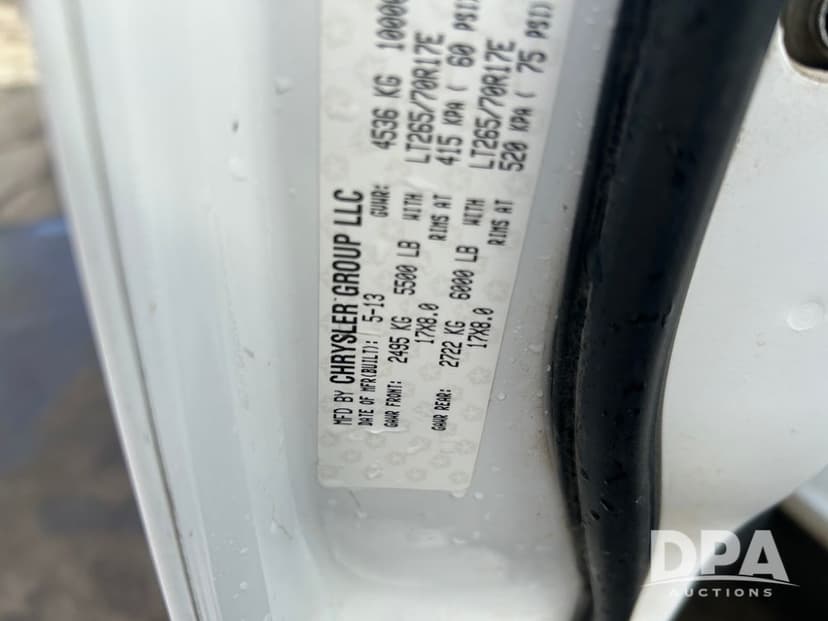 MFD BY CHRYSLER GROUP LLC
DATE OF MFR(BUILT): 5-13 GVWR: 4536 KG 1000
GAWR FRONT: 2495 KG 5500 LB WITH LT265/70R17E
17X8.0 RIMS AT 415 KPA ( 60 PSI)
GAWR REAR: 2722 KG 6000 LB WITH LT265/70R17E
17X8.0 RIMS AT 520 KPA ( 75 PSI)
DPA
AUCTIONS